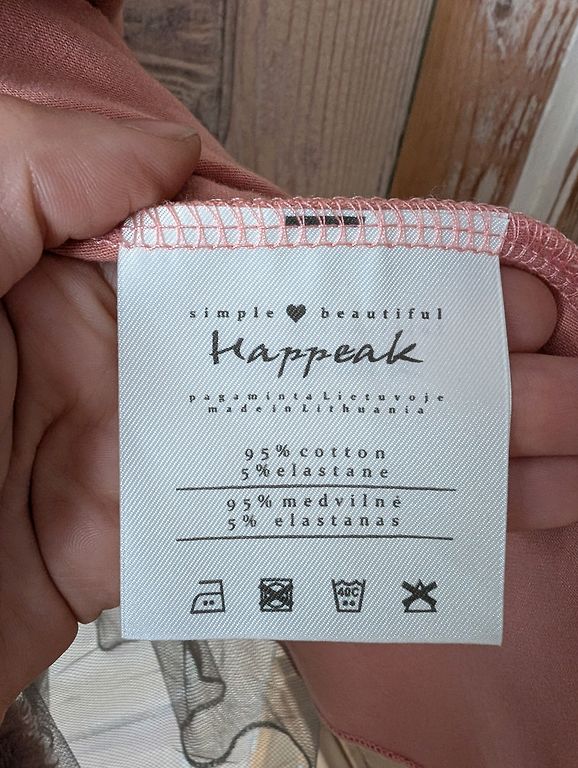 simple ♥ beautiful
Happeak
pagaminta Lietuvoje
made in Lithuania
95% cotton
5% elastane
95% medvilnė
5% elastanas
40C